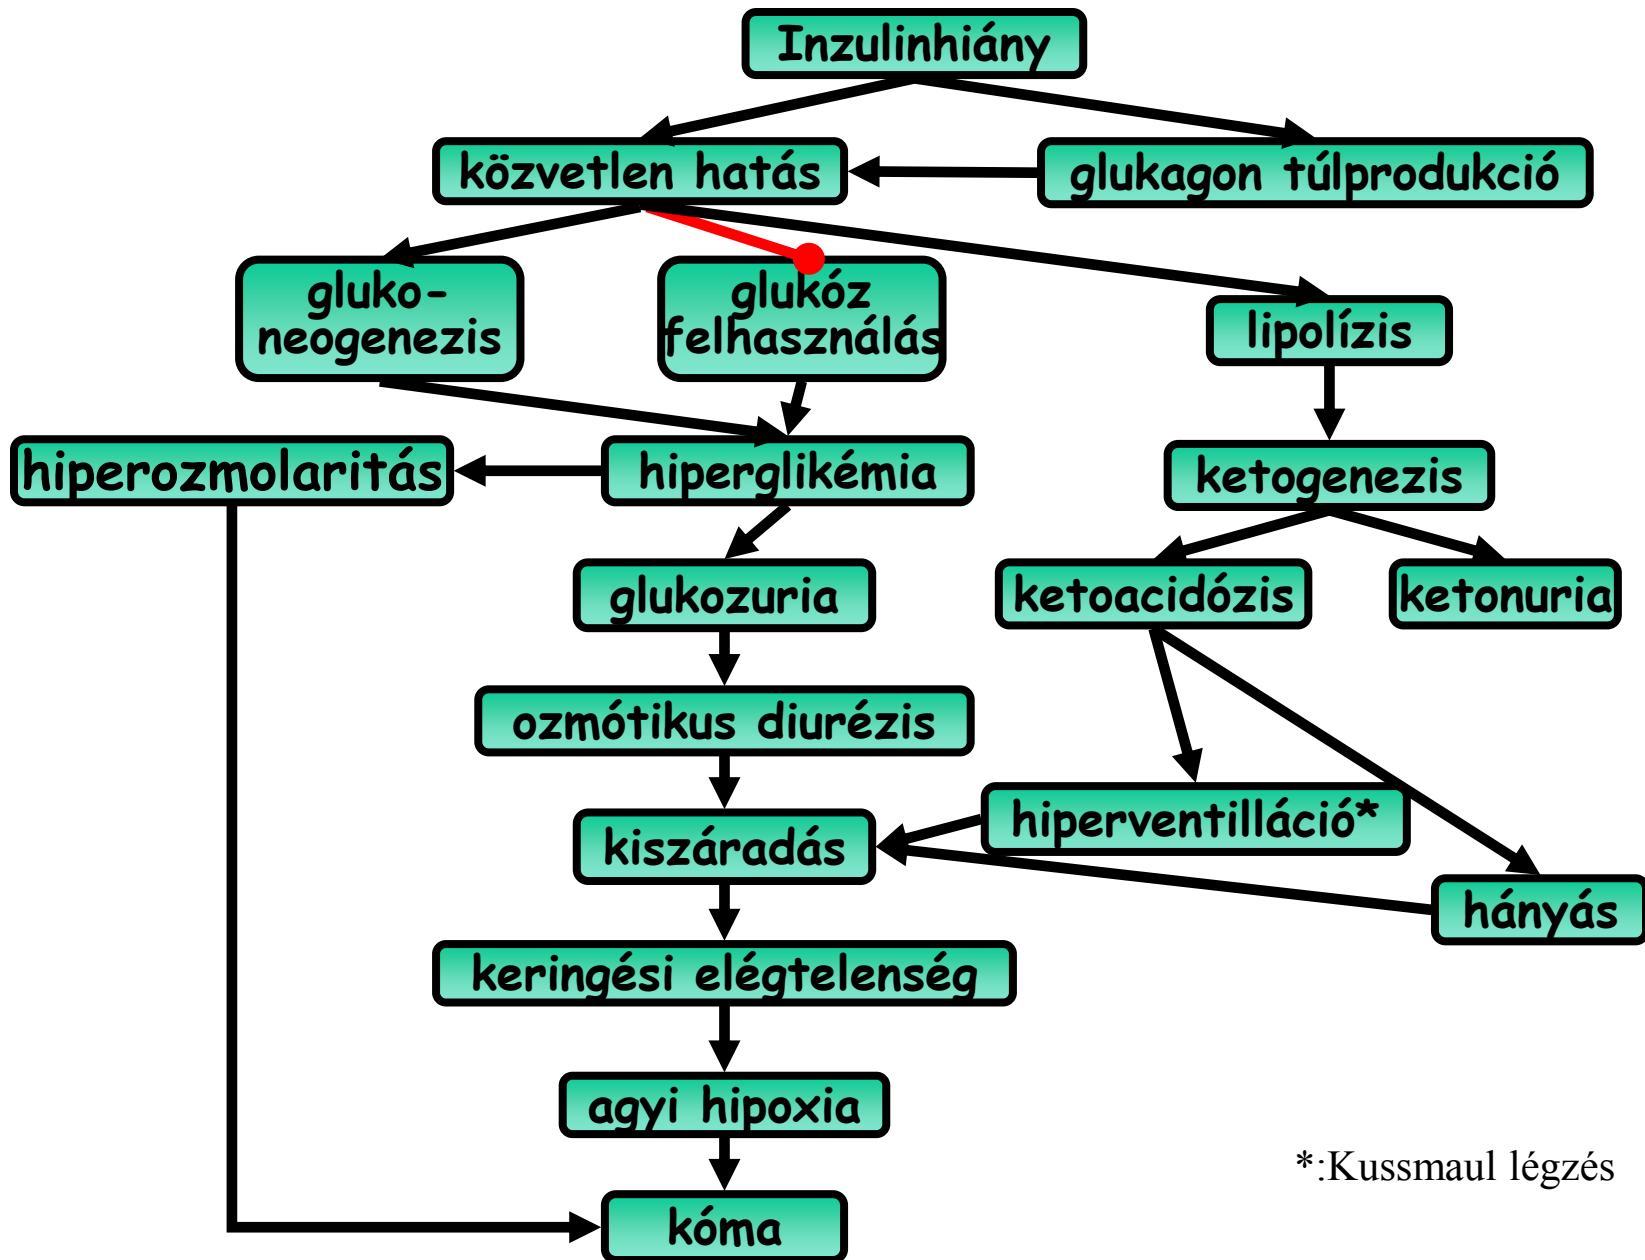 Inzulinhiány
közvetlen hatás
glukagon túlprodukció
gluko-
neogenezis
glukóz
felhasználás
lipolízis
hiperozmolaritás
hiperglikémia
ketogenezis
glukozuria
ketoacidózis
ketonuria
ozmótikus diurézis
hiperventilláció*
kiszáradás
hányás
keringési elégtelenség
agyi hipoxia
*:Kussmaul légzés
kóma